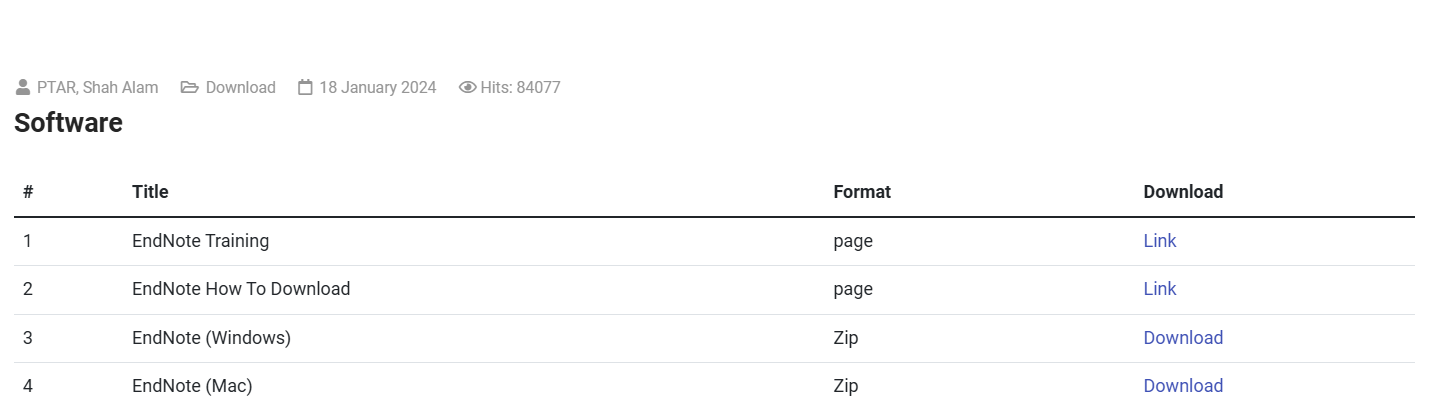 PTAR, Shah Alam Download 18 January 2024 Hits: 84077
Software
# Title Format Download
1 EndNote Training page Link
2 EndNote How To Download page Link
3 EndNote (Windows) Zip Download
4 EndNote (Mac) Zip Download